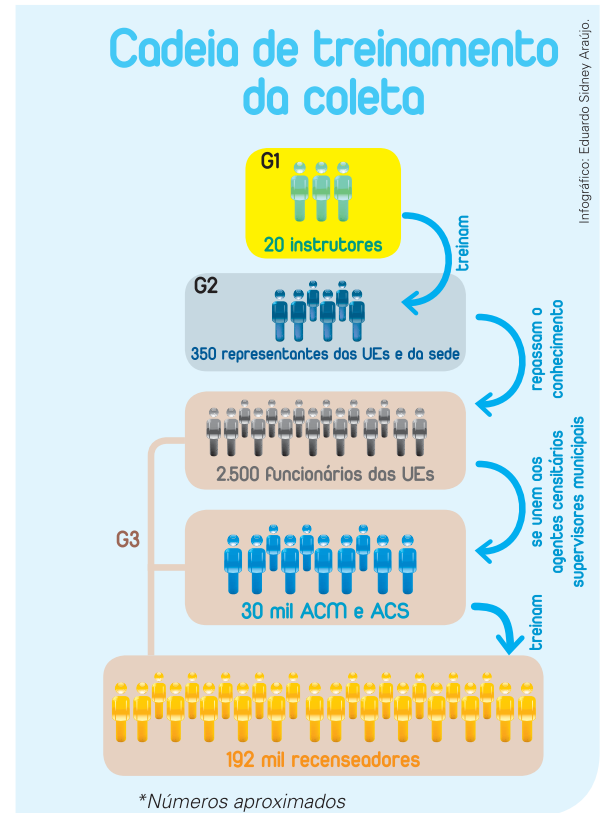 Cadeia de treinamento
da coleta
Infográfico: Eduardo Sidney Araújo.
G1
20 instrutores
treinam
G2
350 representantes das UEs e da sede
repassam o
conhecimento
2.500 funcionários das UEs
se unem aos
agentes censitários
supervisores municipais
G3
30 mil ACM e ACS
treinam
192 mil recenseadores
*Números aproximados